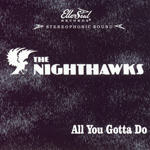 EllerSoul
RECORDS
STEREOPHONIC SOUND
THE
NIGHTHAWKS
All You Gotta Do